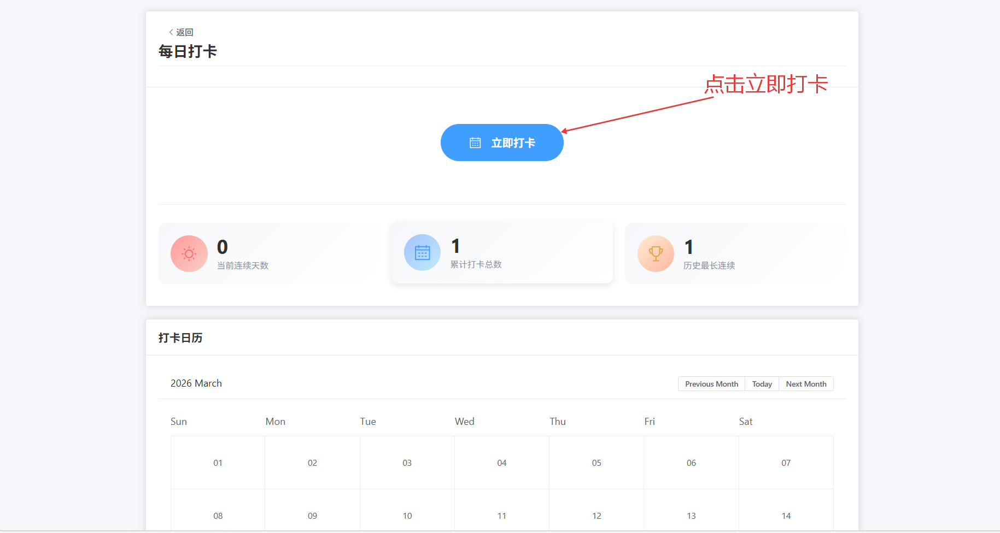 返回
每日打卡
点击立即打卡
立即打卡
0
当前连续天数
1
累计打卡总数
1
历史最长连续
打卡日历
2026 March
Previous Month Today Next Month
Sun Mon Tue Wed Thu Fri Sat
01 02 03 04 05 06 07
08 09 10 11 12 13 14